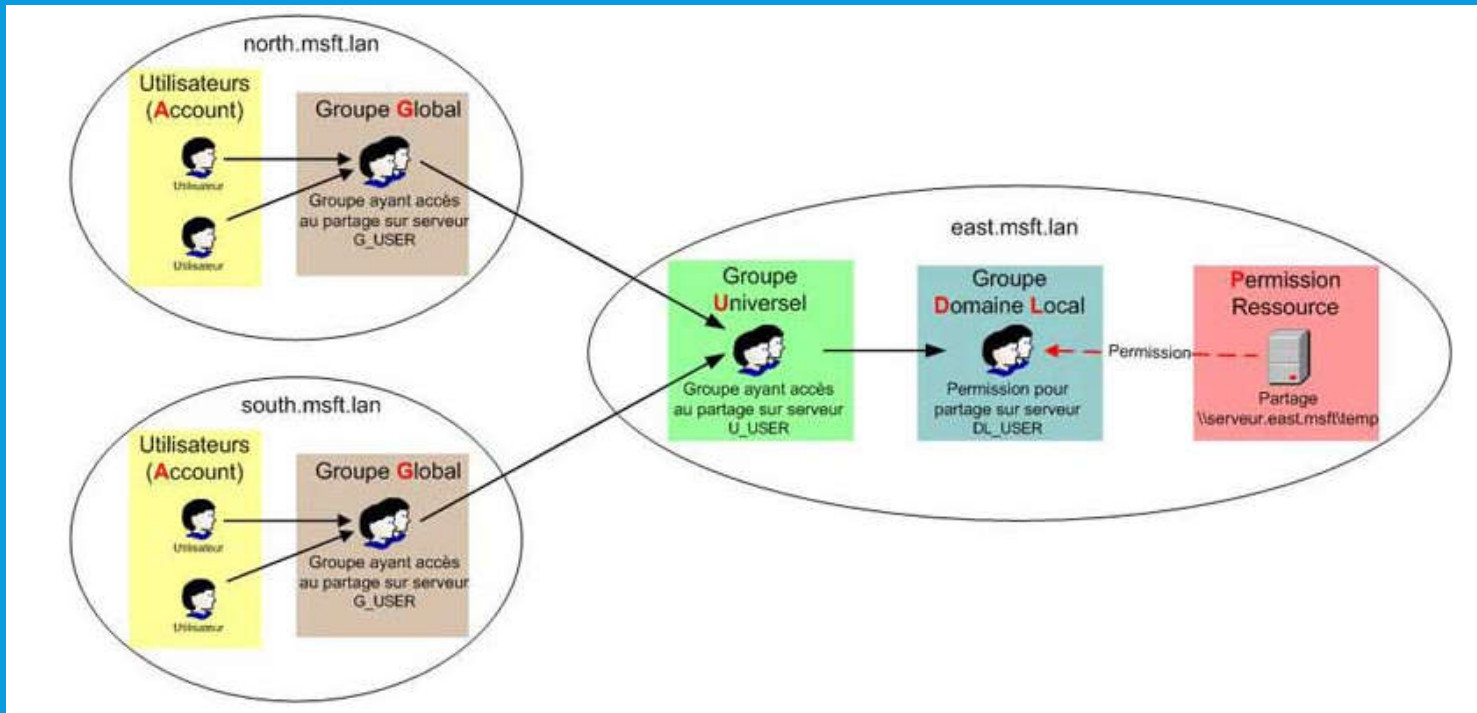 north.msft.lan
Utilisateurs
(Account)
Utilisateur
Utilisateur
Groupe Global
Groupe ayant accès
au partage sur serveur
G_USER
south.msft.lan
Utilisateurs
(Account)
Utilisateur
Utilisateur
Groupe Global
Groupe ayant accès
au partage sur serveur
G_USER
east.msft.lan
Groupe
Universel
Groupe ayant accès
au partage sur serveur
U_USER
Groupe
Domaine Local
Permission pour
partage sur serveur
DL_USER
Permission
Permission
Ressource
Partage
\\serveur.east.msft\temp